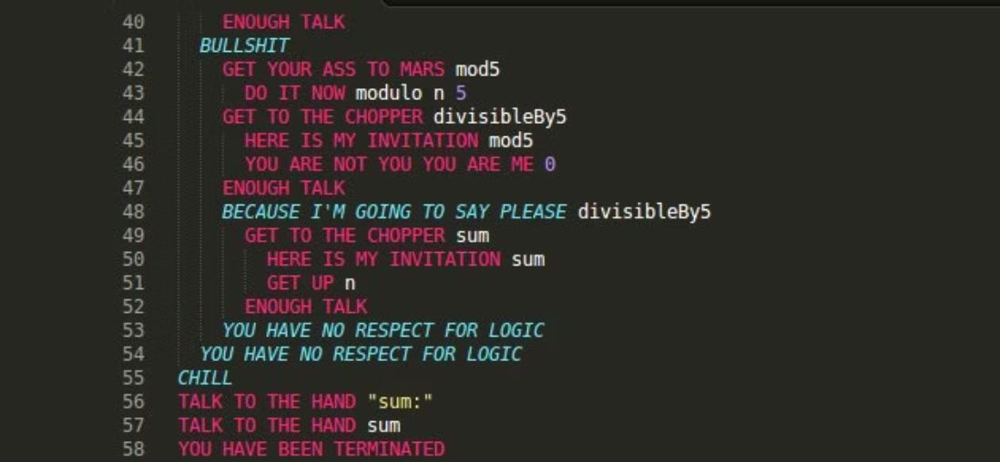 40 ENOUGH TALK
41 BULLSHIT
42 GET YOUR ASS TO MARS mod5
43 DO IT NOW modulo n 5
44 GET TO THE CHOPPER divisibleBy5
45 HERE IS MY INVITATION mod5
46 YOU ARE NOT YOU YOU ARE ME 0
47 ENOUGH TALK
48 BECAUSE I'M GOING TO SAY PLEASE divisibleBy5
49 GET TO THE CHOPPER sum
50 HERE IS MY INVITATION sum
51 GET UP n
52 ENOUGH TALK
53 YOU HAVE NO RESPECT FOR LOGIC
54 YOU HAVE NO RESPECT FOR LOGIC
55 CHILL
56 TALK TO THE HAND "sum:"
57 TALK TO THE HAND sum
58 YOU HAVE BEEN TERMINATED